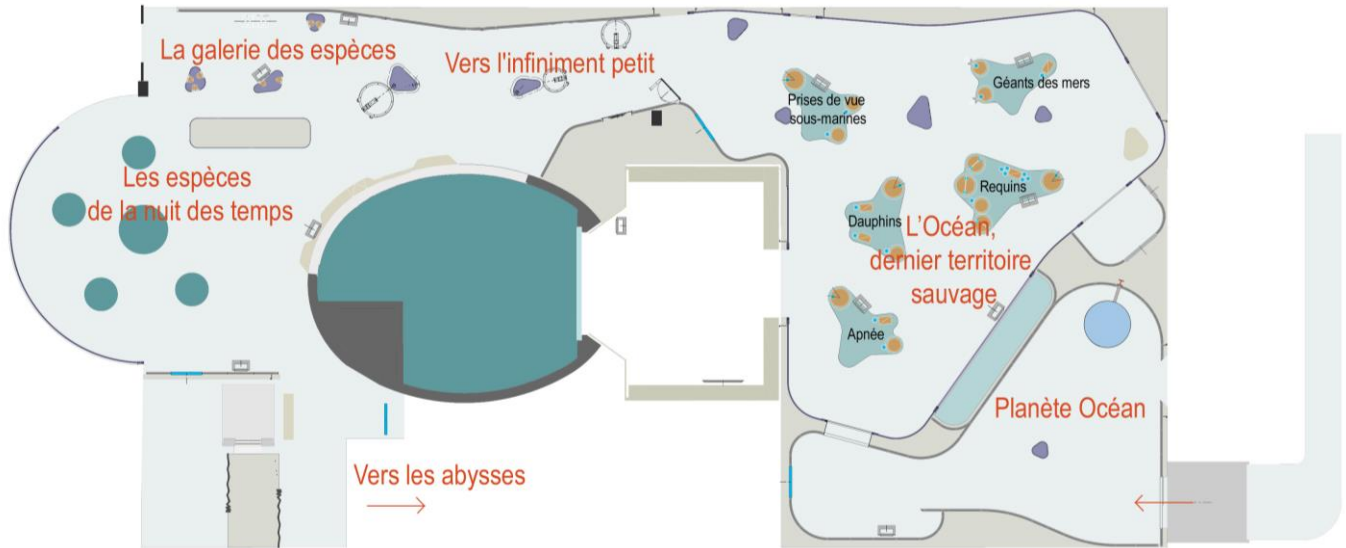 La galerie des espèces
Vers l'infiniment petit
Prises de vue
sous-marines
Géants des mers
Les espèces
de la nuit des temps
Requins
Dauphins
L'Océan,
dernier territoire
sauvage
Apnée
Planète Océan
Vers les abysses